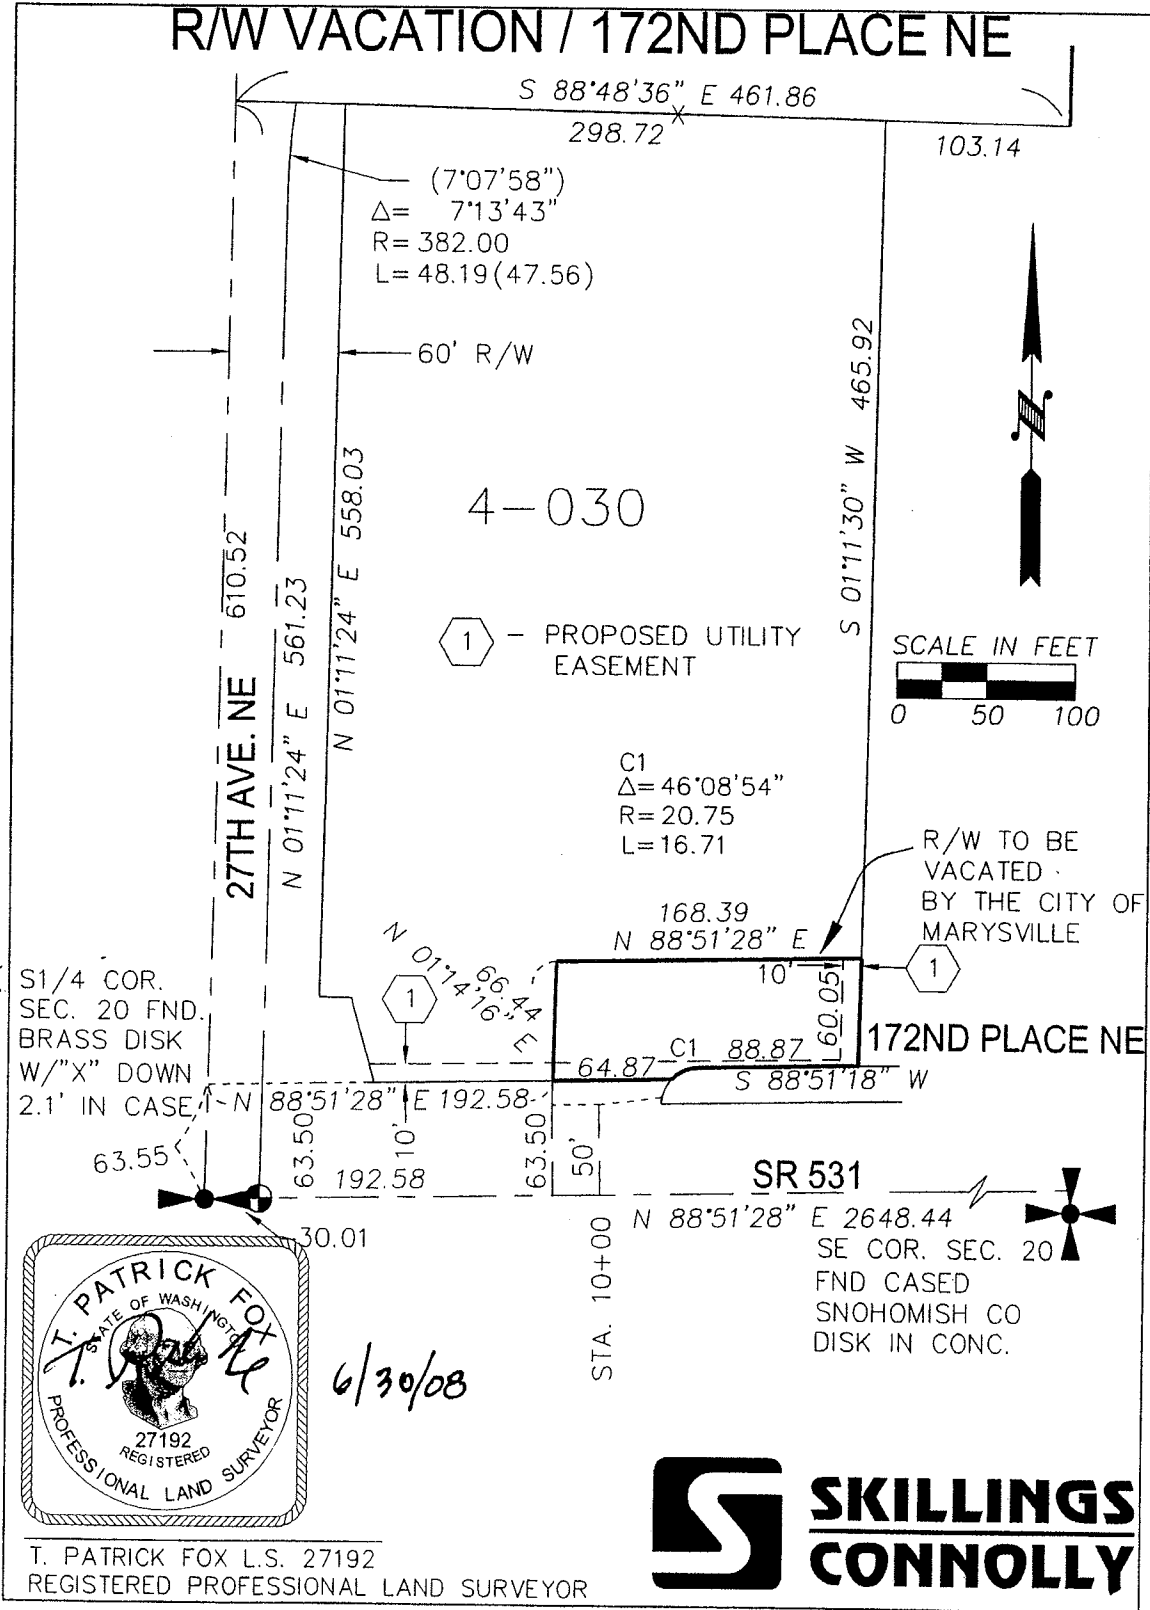 R/W VACATION / 172ND PLACE NE
S 88°48'36" E 461.86
298.72
103.14
(7°07'58")
Δ= 7°13'43"
R= 382.00
L= 48.19(47.56)
60' R/W
465.92
S 01°11'30" W
558.03
N 01°11'24" E
610.52
561.23
N 01°11'24" E
27TH AVE. NE
4-030
1 - PROPOSED UTILITY
EASEMENT
SCALE IN FEET
0 50 100
C1
Δ=46°08'54"
R=20.75
L=16.71
R/W TO BE
VACATED
BY THE CITY OF
MARYSVILLE
168.39
N 88°51'28" E
10'
1
N 01°14'16" E
66.44
1
60.05
172ND PLACE NE
64.87
C1
88.87
S 88°51'18" W
S1/4 COR.
SEC. 20 FND.
BRASS DISK
W/"X" DOWN
2.1' IN CASE
N 88°51'28" E 192.58
63.55
63.50
10'
192.58
63.50
50'
SR 531
30.01
N 88°51'28" E 2648.44
STA. 10+00
SE COR. SEC. 20
FND CASED
SNOHOMISH CO
DISK IN CONC.
T. PATRICK FOX
STATE OF WASHINGTON
27192
REGISTERED
PROFESSIONAL LAND SURVEYOR
6/30/08
T. PATRICK FOX L.S. 27192
REGISTERED PROFESSIONAL LAND SURVEYOR
SKILLINGS
CONNOLLY